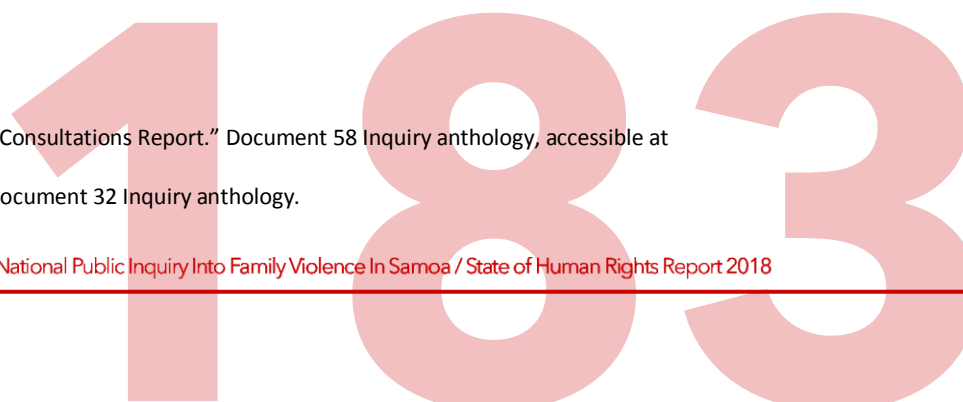 Consultations Report.” Document 58 Inquiry anthology, accessible at
ocument 32 Inquiry anthology.
National Public Inquiry Into Family Violence In Samoa / State of Human Rights Report 2018
183